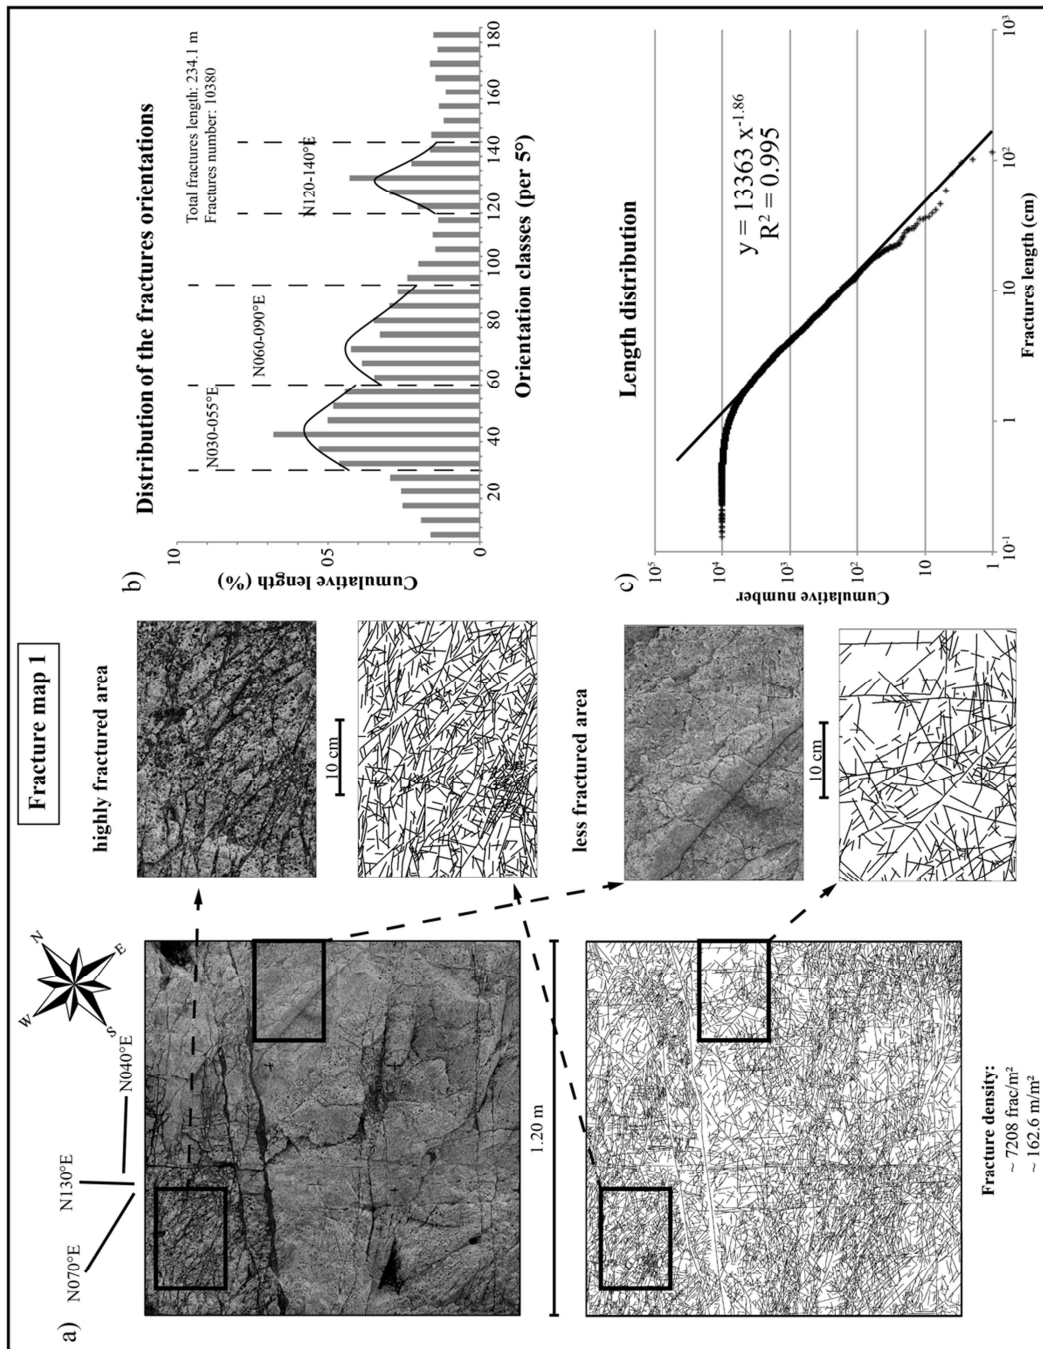 Fracture map 1
a)
N070°E
N130°E
N040°E
W
N
S
E
1.20 m
Fracture density:
~ 7208 frac/m²
~ 162.6 m/m²
highly fractured area
10 cm
less fractured area
10 cm
b)
Distribution of the fractures orientations
Total fractures length: 234.1 m
Fractures number: 10380
N030-055°E
N060-090°E
N120-140°E
Cumulative length (%)
10
05
0
20
40
60
80
100
120
140
160
180
Orientation classes (per 5°)
c)
Length distribution
y = 13363 x-1.86
R² = 0.995
Cumulative number
10⁵
10⁴
10³
10²
10
1
10⁻¹
1
10
10²
10³
Fractures length (cm)